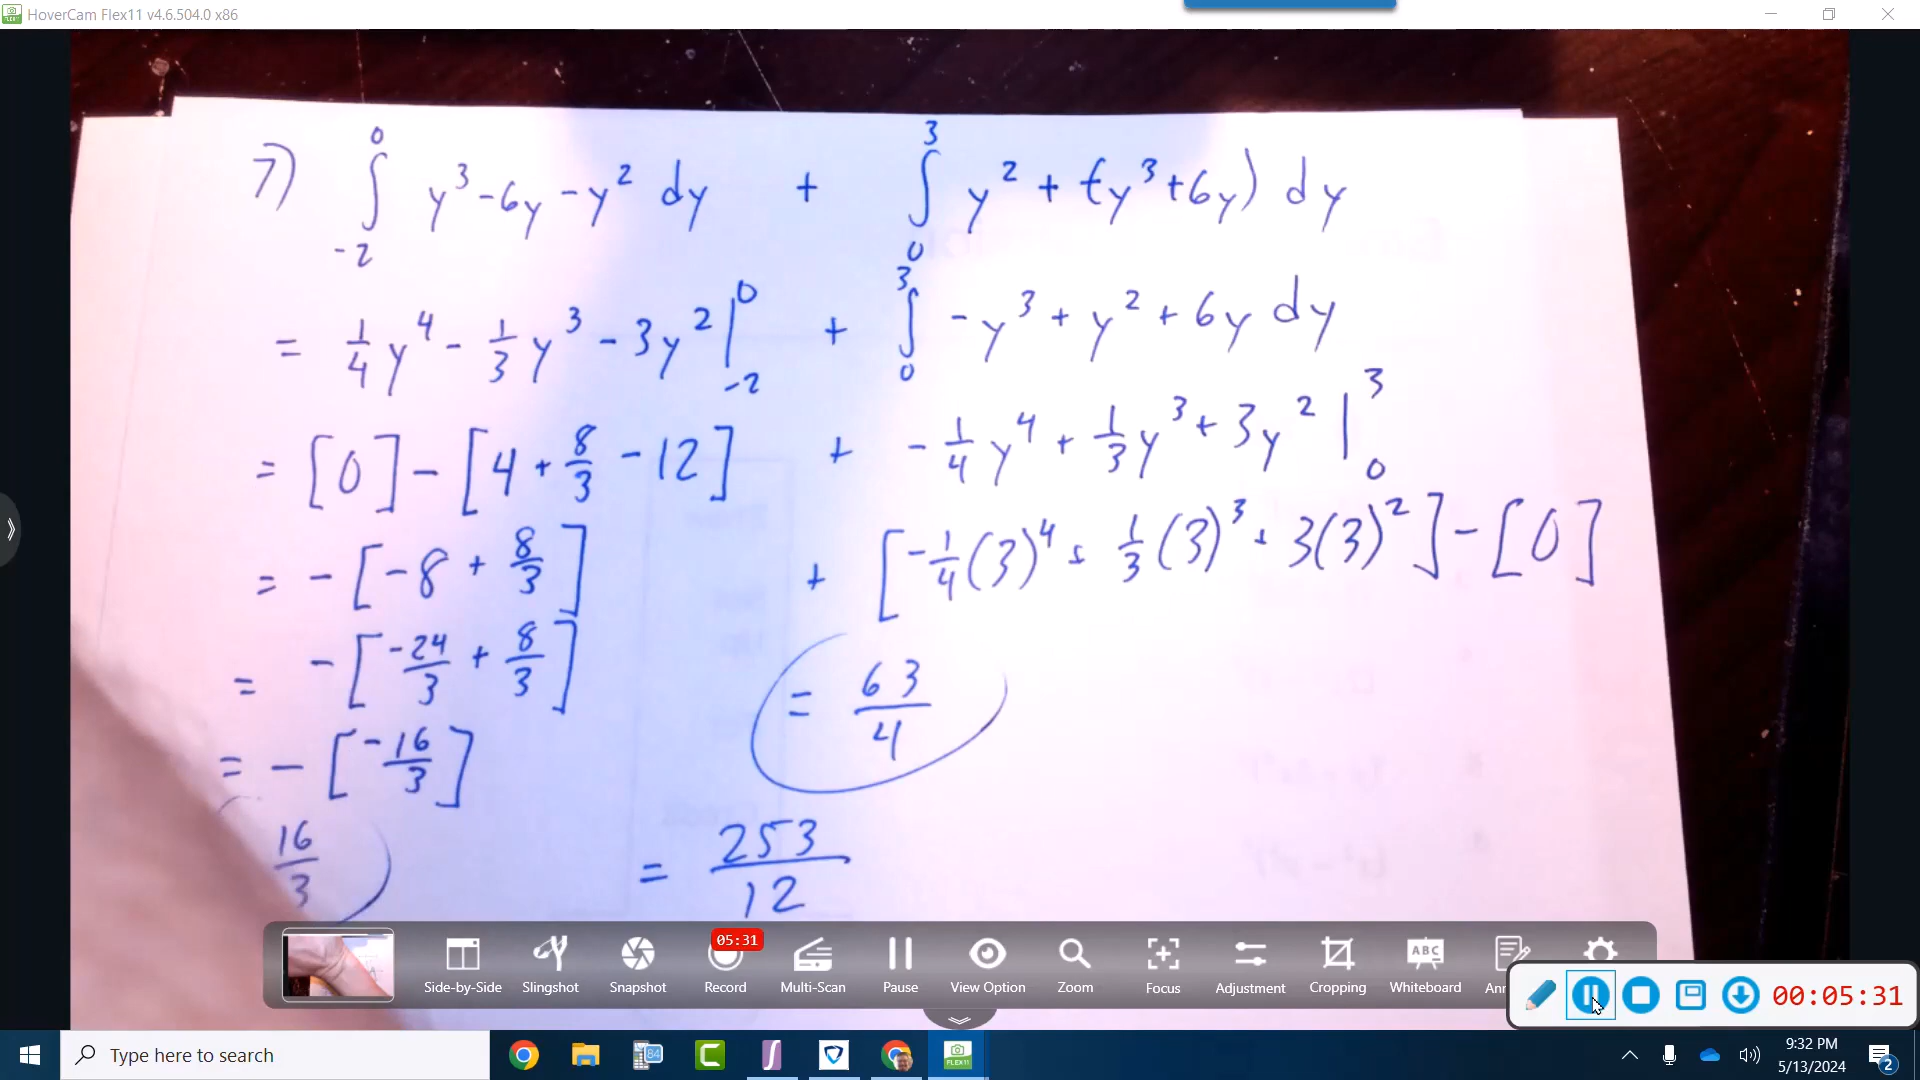 HoverCam Flex11 v4.6.504.0 x86
7) ∫_{-2}^{0} y³ - 6y - y² dy + ∫_{0}^{3} y² + (-y³ + 6y) dy
= 1/4 y⁴ - 1/3 y³ - 3y² |_{-2}^{0} + ∫_{0}^{3} -y³ + y² + 6y dy
= [0] - [4 + 8/3 - 12] + -1/4 y⁴ + 1/3 y³ + 3y² |_{0}^{3}
= - [-8 + 8/3] + [-1/4 (3)⁴ + 1/3 (3)³ + 3(3)²] - [0]
= - [-24/3 + 8/3] = 63/4
= - [-16/3]
16/3 = 253/12
05:31
Side-by-Side Slingshot Snapshot Record Multi-Scan Pause View Option Zoom Focus Adjustment Cropping Whiteboard
ABC
00:05:31
Type here to search
84
FLEX11
9:32 PM
5/13/2024
2